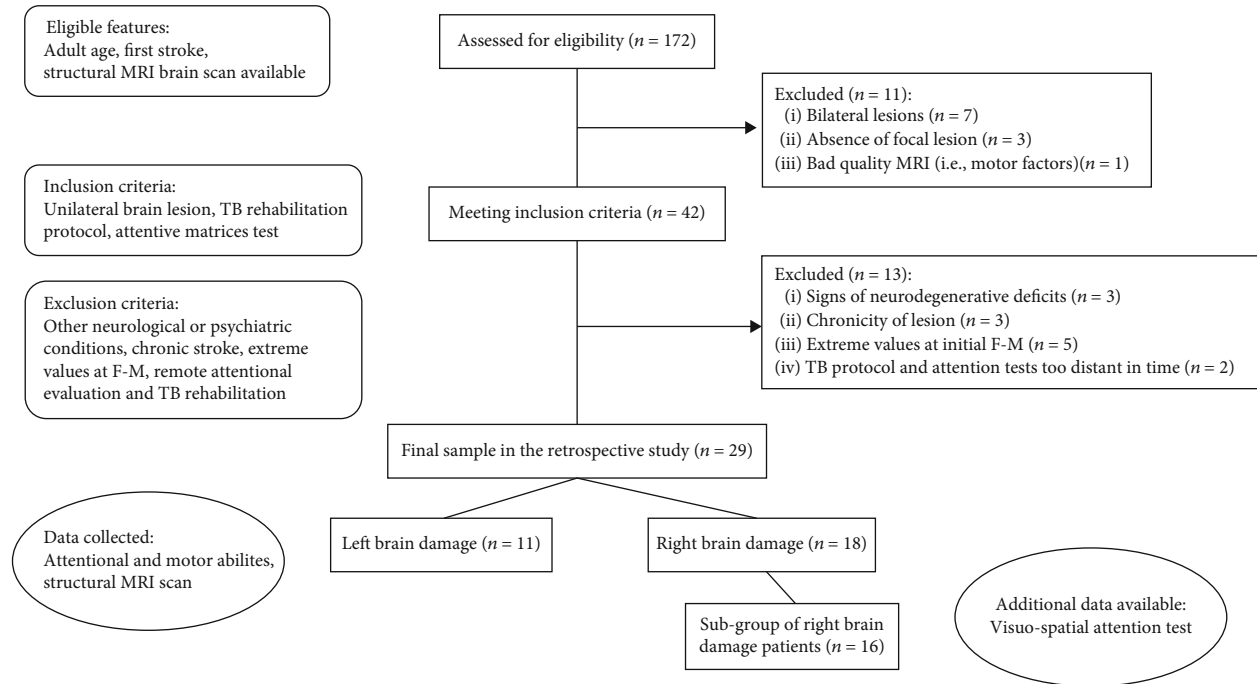 Eligible features:
Adult age, first stroke,
structural MRI brain scan available
Assessed for eligibility (n = 172)
Excluded (n = 11):
(i) Bilateral lesions (n = 7)
(ii) Absence of focal lesion (n = 3)
(iii) Bad quality MRI (i.e., motor factors)(n = 1)
Inclusion criteria:
Unilateral brain lesion, TB rehabilitation
protocol, attentive matrices test
Meeting inclusion criteria (n = 42)
Exclusion criteria:
Other neurological or psychiatric
conditions, chronic stroke, extreme
values at F-M, remote attentional
evaluation and TB rehabilitation
Excluded (n = 13):
(i) Signs of neurodegenerative deficits (n = 3)
(ii) Chronicity of lesion (n = 3)
(iii) Extreme values at initial F-M (n = 5)
(iv) TB protocol and attention tests too distant in time (n = 2)
Final sample in the retrospective study (n = 29)
Data collected:
Attentional and motor abilites,
structural MRI scan
Left brain damage (n = 11)
Right brain damage (n = 18)
Sub-group of right brain
damage patients (n = 16)
Additional data available:
Visuo-spatial attention test